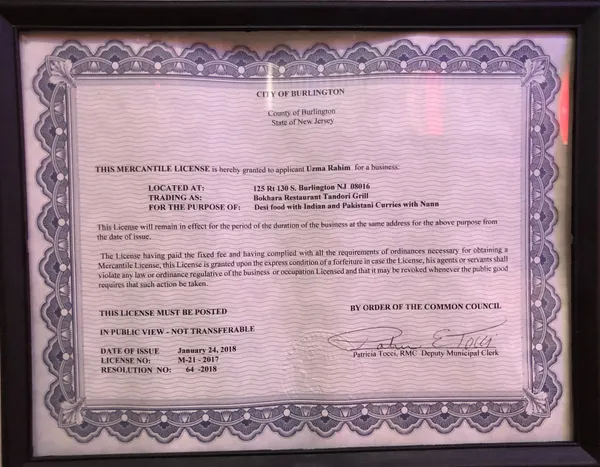 CITY OF BURLINGTON
County of Burlington
State of New Jersey
THIS MERCANTILE LICENSE is hereby granted to applicant Uzma Rahim for a business:
LOCATED AT: 125 Rt 130 S. Burlington NJ 08016
TRADING AS: Bokhara Restaurant Tandori Grill
FOR THE PURPOSE OF: Desi food with Indian and Pakistani Curries with Nann
This License will remain in effect for the period of the duration of the business at the same address for the above purpose from
the date of issue.
The License having paid the fixed fee and having complied with all the requirements of ordinances necessary for obtaining a
Mercantile License, this License is granted upon the express condition of a forfeiture in case the License, his agents or servants shall
violate any law or ordinance regulative of the business or occupation Licensed and that it may be revoked whenever the public good
requires that such action be taken.
THIS LICENSE MUST BE POSTED
IN PUBLIC VIEW - NOT TRANSFERABLE
DATE OF ISSUE January 24, 2018
LICENSE NO: M-21 - 2017
RESOLUTION NO: 64 -2018
BY ORDER OF THE COMMON COUNCIL
Patricia Tocci, RMC Deputy Municipal Clerk